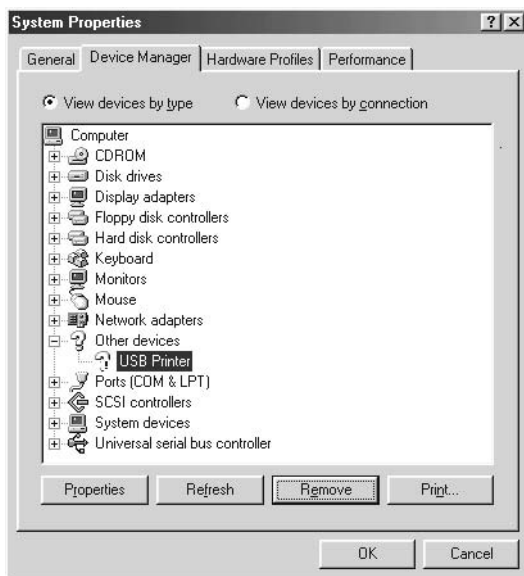 System Properties
General Device Manager Hardware Profiles Performance
View devices by type View devices by connection
Computer
CDROM
Disk drives
Display adapters
Floppy disk controllers
Hard disk controllers
Keyboard
Monitors
Mouse
Network adapters
Other devices
USB Printer
Ports (COM & LPT)
SCSI controllers
System devices
Universal serial bus controller
Properties Refresh Remove Print...
OK Cancel